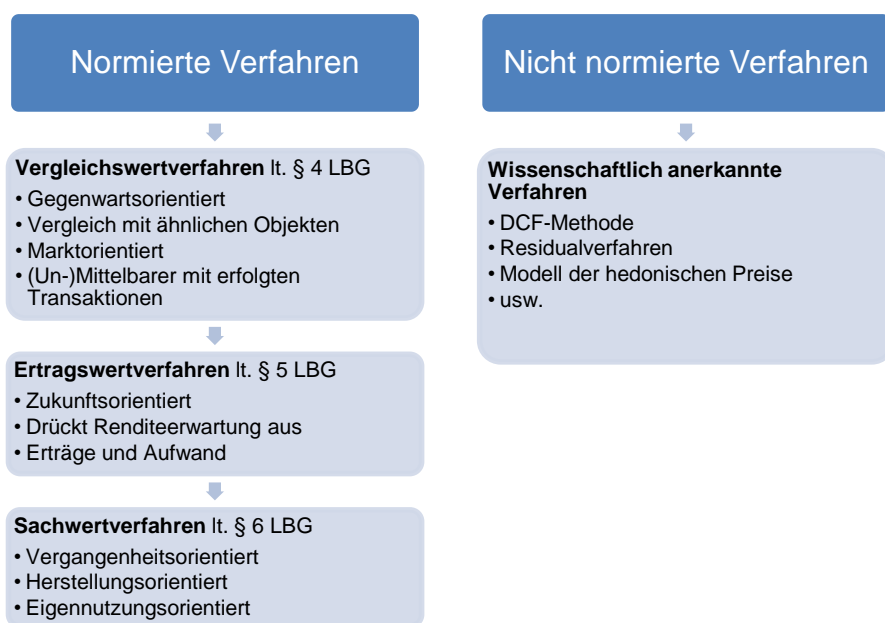 Normierte Verfahren
Vergleichswertverfahren lt. § 4 LBG
• Gegenwartsorientiert
• Vergleich mit ähnlichen Objekten
• Marktorientiert
• (Un-)Mittelbarer mit erfolgten
Transaktionen
Ertragswertverfahren lt. § 5 LBG
• Zukunftsorientiert
• Drückt Renditeerwartung aus
• Erträge und Aufwand
Sachwertverfahren lt. § 6 LBG
• Vergangenheitsorientiert
• Herstellungsorientiert
• Eigennutzungsorientiert
Nicht normierte Verfahren
Wissenschaftlich anerkannte
Verfahren
• DCF-Methode
• Residualverfahren
• Modell der hedonischen Preise
• usw.